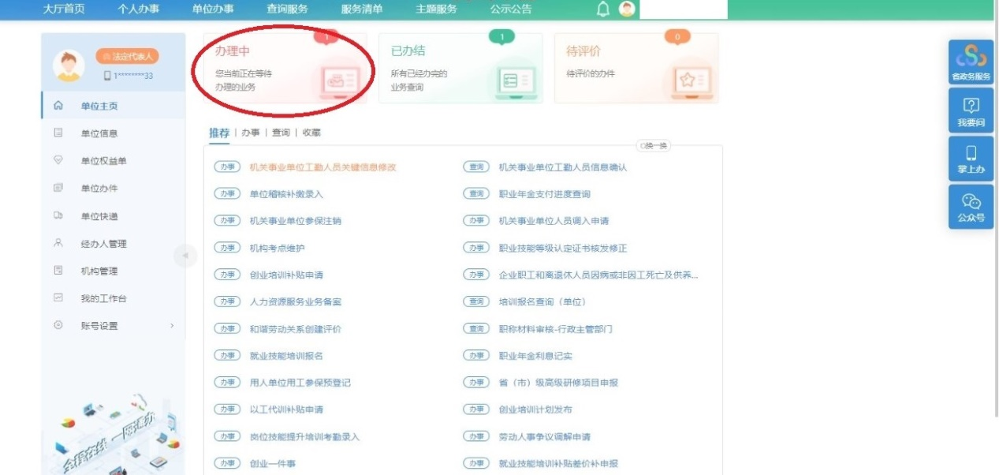 大厅首页 个人办事 单位办事 查询服务 服务清单 主题服务 公示公告
法定代表人
1********33
单位主页
单位信息
单位权益单
单位办件
单位快递
经办人管理
机构管理
我的工作台
账号设置
全程在线 一网通办
办理中 1
您当前正在等待
办理的业务
已办结 1
所有已经办完的
业务查询
待评价 0
待评价的办件
推荐 | 办事 | 查询 | 收藏
换一换
办事 机关事业单位工勤人员关键信息修改 查询 机关事业单位工勤人员信息确认
办事 单位稽核补缴录入 查询 职业年金支付进度查询
办事 机关事业单位参保注销 办事 机关事业单位人员调入申请
办事 机构考点维护 办事 职业技能等级认定证书核发修正
办事 创业培训补贴申请 办事 企业职工和离退休人员因病或非因工死亡及供养...
办事 人力资源服务业务备案 查询 培训报名查询（单位）
办事 和谐劳动关系创建评价 查询 职称材料审核-行政主管部门
办事 就业技能培训报名 办事 职业年金利息记实
办事 用人单位用工参保预登记 办事 省（市）级高级研修项目申报
办事 以工代训补贴申请 办事 创业培训计划发布
办事 岗位技能提升培训考勤录入 办事 劳动人事争议调解申请
办事 创业一件事 办事 就业技能培训补贴差价补申报
省政务服务
我要问
掌上办
公众号